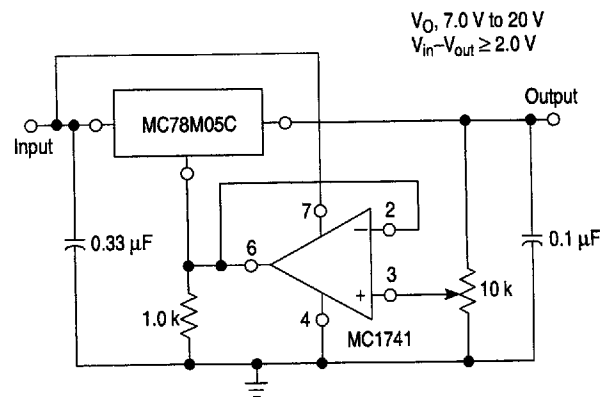 V_O, 7.0 V to 20 V
V_in–V_out ≥ 2.0 V
Output
MC78M05C
Input
7
2
6
0.33 µF
–
0.1 µF
3
+
10 k
1.0 k
4
MC1741